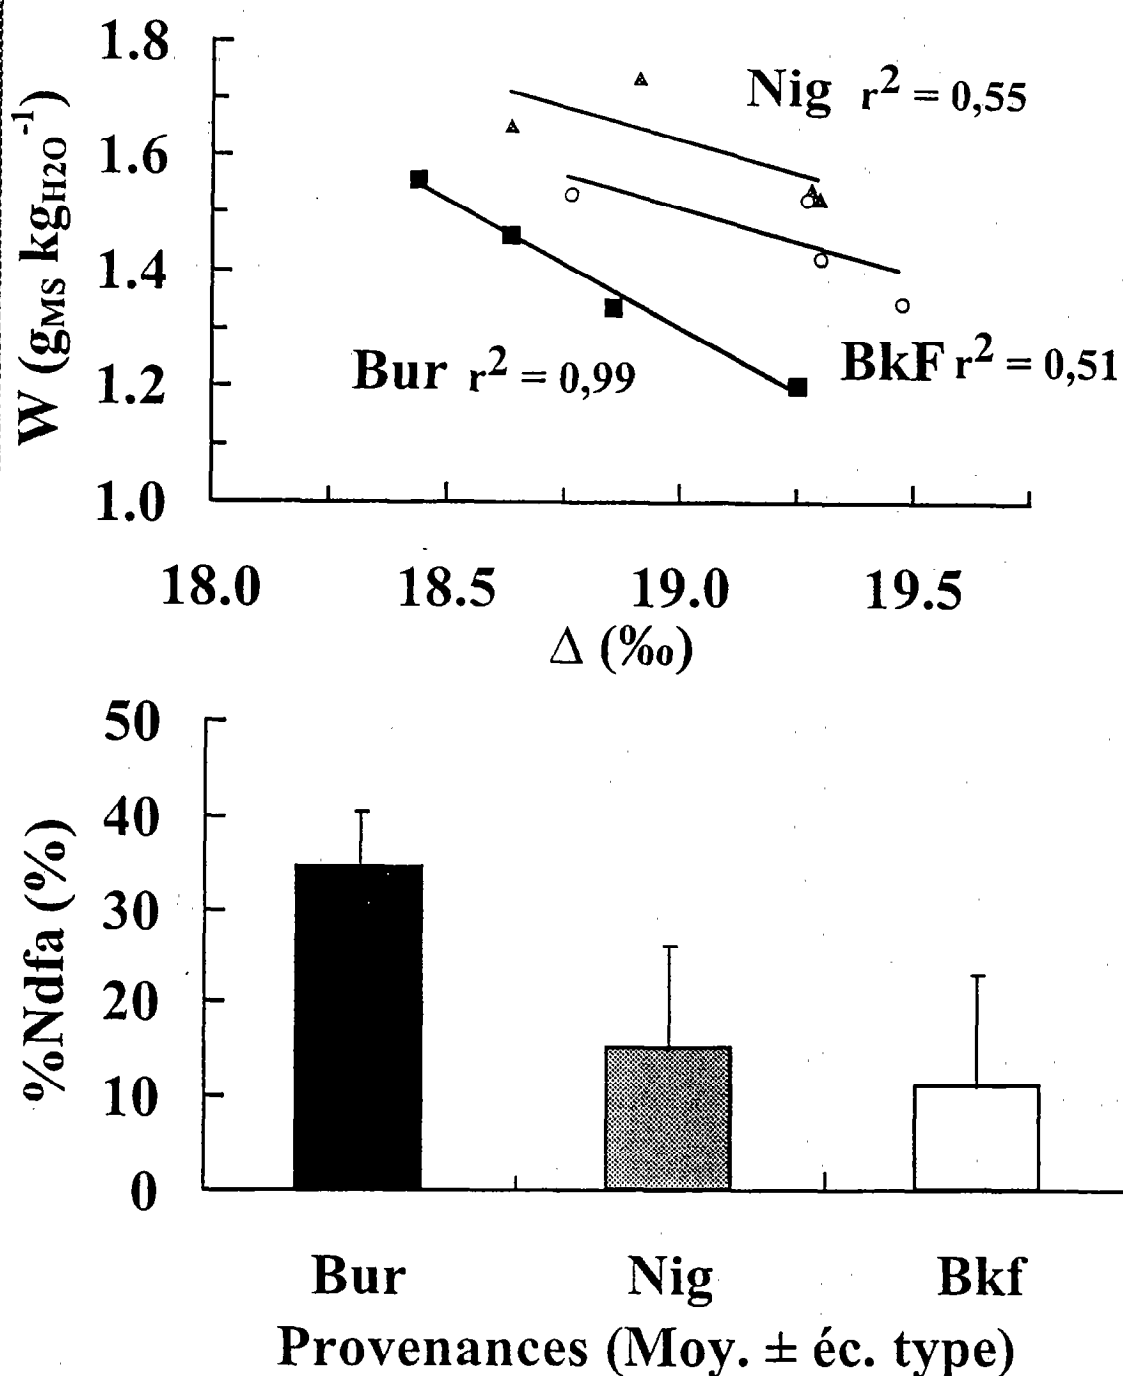 1.8
1.6
1.4
1.2
1.0
W (gMS kgH2O-1)
Nig r2 = 0,55
Bur r2 = 0,99
BkF r2 = 0,51
18.0 18.5 19.0 19.5
Δ (‰)
50
40
30
20
10
0
%Ndfa (%)
Bur Nig Bkf
Provenances (Moy. ± éc. type)